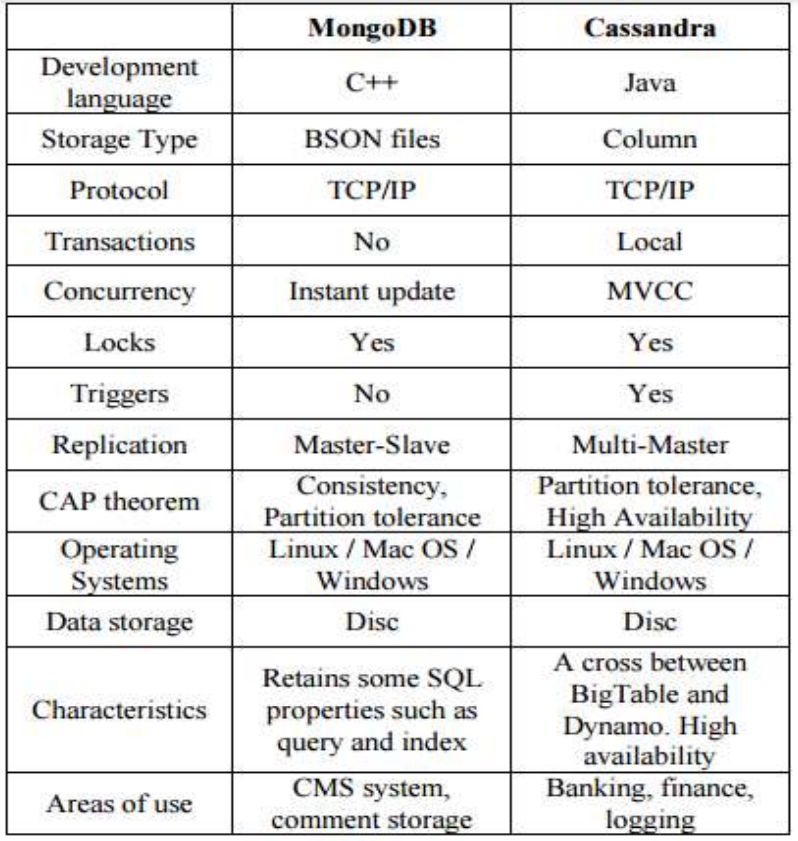 MongoDB Cassandra
Development
language C++ Java
Storage Type BSON files Column
Protocol TCP/IP TCP/IP
Transactions No Local
Concurrency Instant update MVCC
Locks Yes Yes
Triggers No Yes
Replication Master-Slave Multi-Master
CAP theorem Consistency,
Partition tolerance Partition tolerance,
High Availability
Operating
Systems Linux / Mac OS /
Windows Linux / Mac OS /
Windows
Data storage Disc Disc
Characteristics Retains some SQL
properties such as
query and index A cross between
BigTable and
Dynamo. High
availability
Areas of use CMS system,
comment storage Banking, finance,
logging